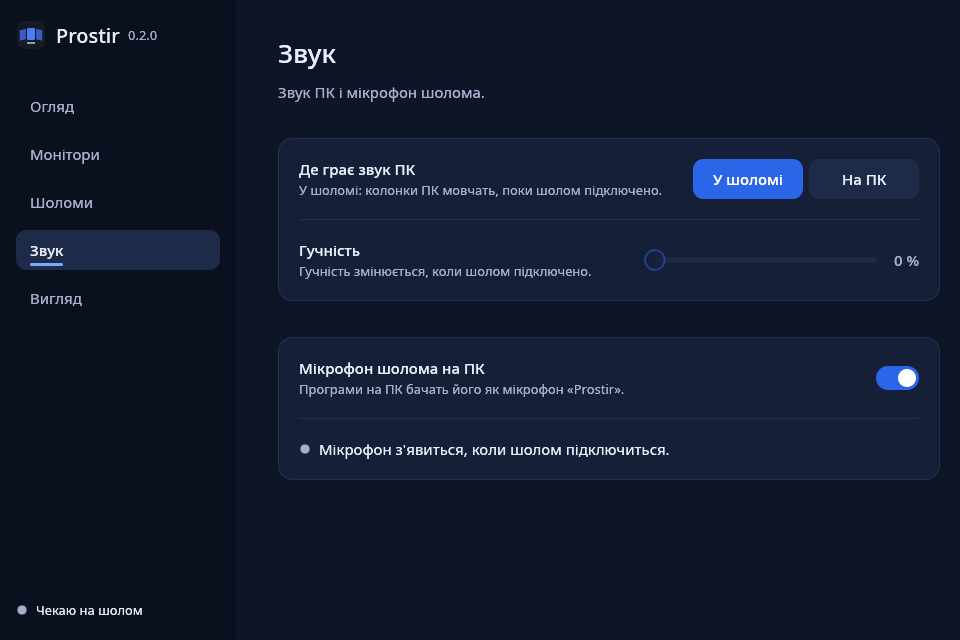 Prostir 0.2.0
Огляд
Монітори
Шоломи
Звук
Вигляд
Чекаю на шолом
Звук
Звук ПК і мікрофон шолома.
Де грає звук ПК
У шоломі: колонки ПК мовчать, поки шолом підключено.
У шоломі
На ПК
Гучність
Гучність змінюється, коли шолом підключено.
0 %
Мікрофон шолома на ПК
Програми на ПК бачать його як мікрофон «Prostir».
Мікрофон з'явиться, коли шолом підключиться.